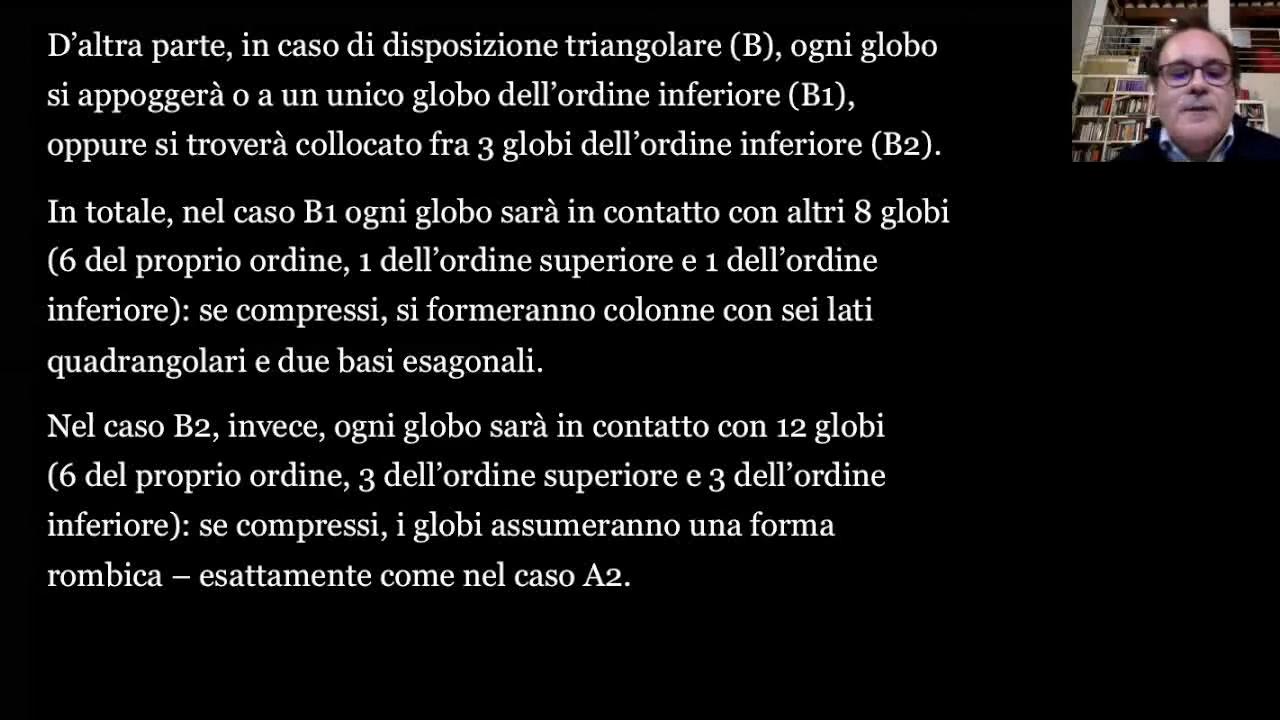 D’altra parte, in caso di disposizione triangolare (B), ogni globo
si appoggerà o a un unico globo dell’ordine inferiore (B1),
oppure si troverà collocato fra 3 globi dell’ordine inferiore (B2).
In totale, nel caso B1 ogni globo sarà in contatto con altri 8 globi
(6 del proprio ordine, 1 dell’ordine superiore e 1 dell’ordine
inferiore): se compressi, si formeranno colonne con sei lati
quadrangolari e due basi esagonali.
Nel caso B2, invece, ogni globo sarà in contatto con 12 globi
(6 del proprio ordine, 3 dell’ordine superiore e 3 dell’ordine
inferiore): se compressi, i globi assumeranno una forma
rombica – esattamente come nel caso A2.